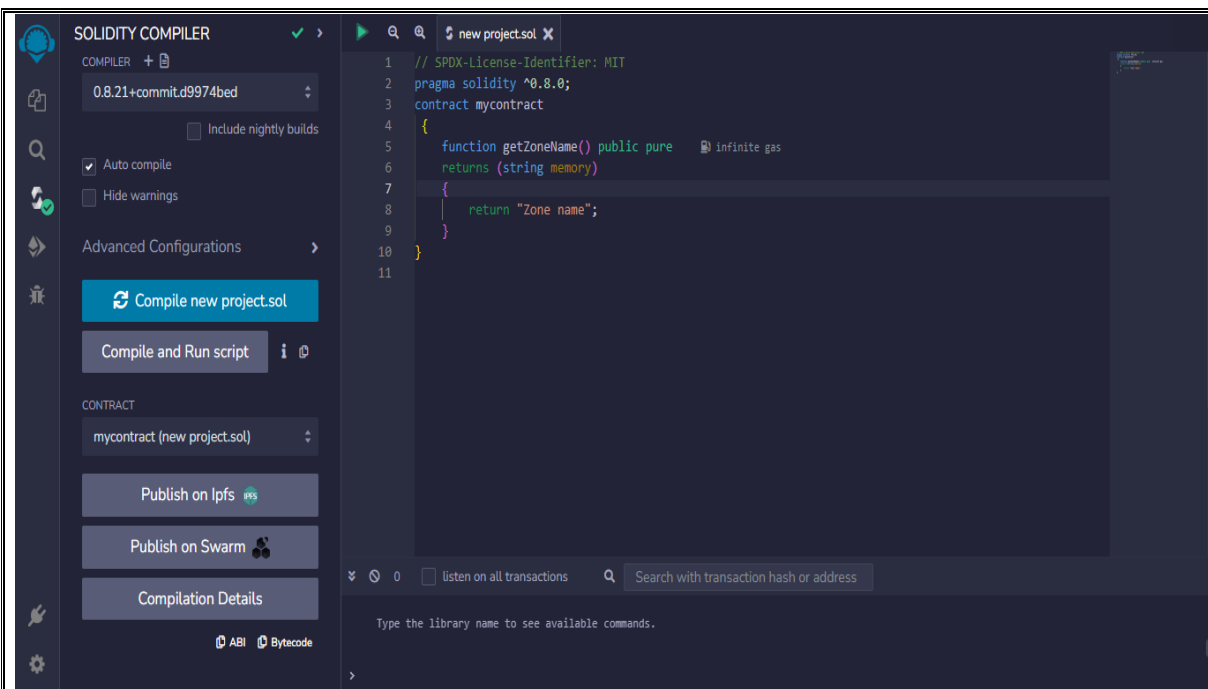 SOLIDITY COMPILER
COMPILER
0.8.21+commit.d9974bed
Include nightly builds
Auto compile
Hide warnings
Advanced Configurations
Compile new project.sol
Compile and Run script
i
CONTRACT
mycontract (new project.sol)
Publish on Ipfs
IPFS
Publish on Swarm
Compilation Details
ABI Bytecode
new project.sol
1 // SPDX-License-Identifier: MIT
2 pragma solidity ^0.8.0;
3 contract mycontract
4 {
5 function getZoneName() public pure infinite gas
6 returns (string memory)
7 {
8 return "Zone name";
9 }
10 }
11
0 listen on all transactions Search with transaction hash or address
Type the library name to see available commands.
>